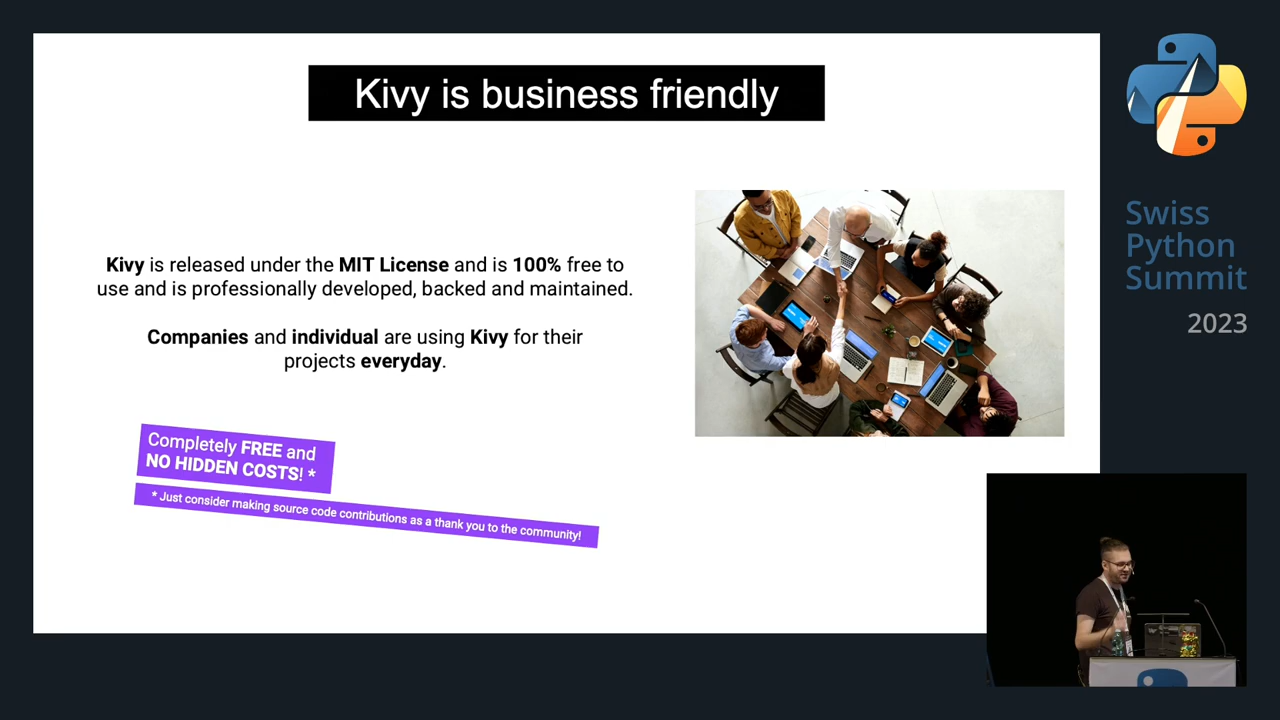 Kivy is business friendly
Kivy is released under the MIT License and is 100% free to
use and is professionally developed, backed and maintained.
Companies and individual are using Kivy for their
projects everyday.
Completely FREE and
NO HIDDEN COSTS! *
* Just consider making source code contributions as a thank you to the community!
Swiss
Python
Summit
2023